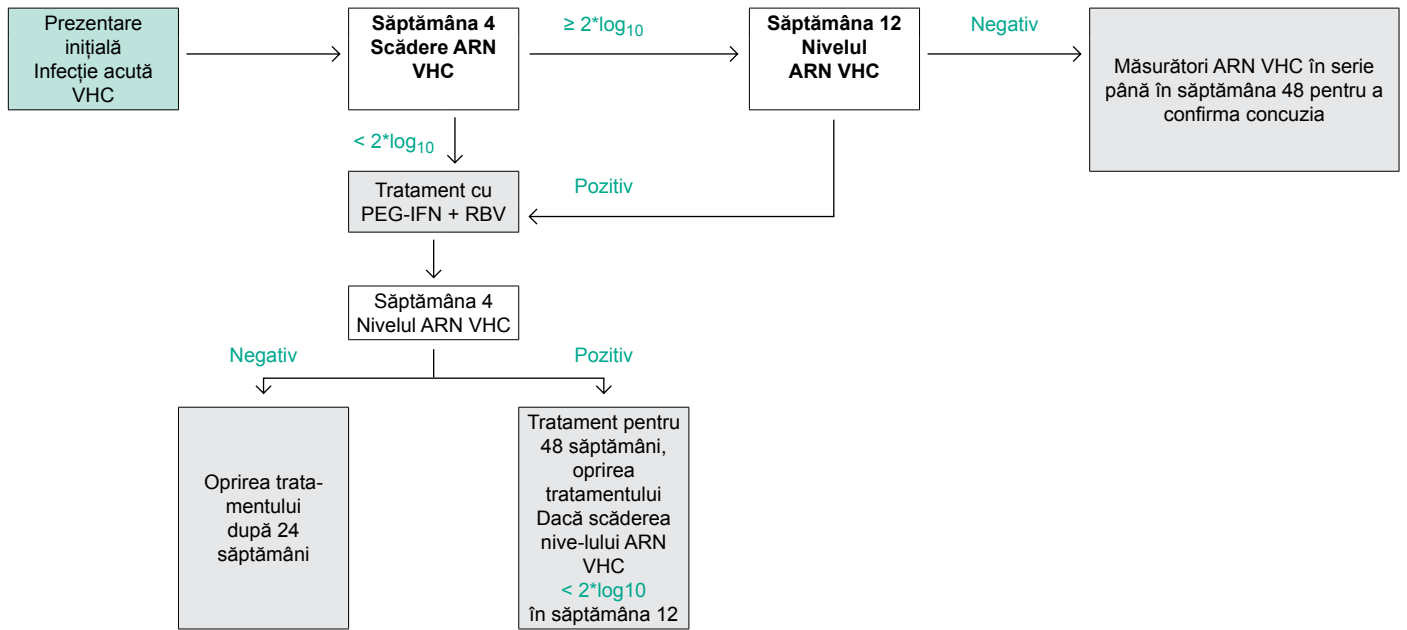 Prezentare
inițială
Infecție acută
VHC
Săptămâna 4
Scădere ARN
VHC
≥ 2*log10
Săptămâna 12
Nivelul
ARN VHC
Negativ
Măsurători ARN VHC în serie
până în săptămâna 48 pentru a
confirma concuzia
< 2*log10
Tratament cu
PEG-IFN + RBV
Pozitiv
Săptămâna 4
Nivelul ARN VHC
Negativ
Pozitiv
Oprirea trata-
mentului
după 24
săptămâni
Tratament pentru
48 săptămâni,
oprirea
tratamentului
Dacă scăderea
nive-lului ARN
VHC
< 2*log10
în săptămâna 12